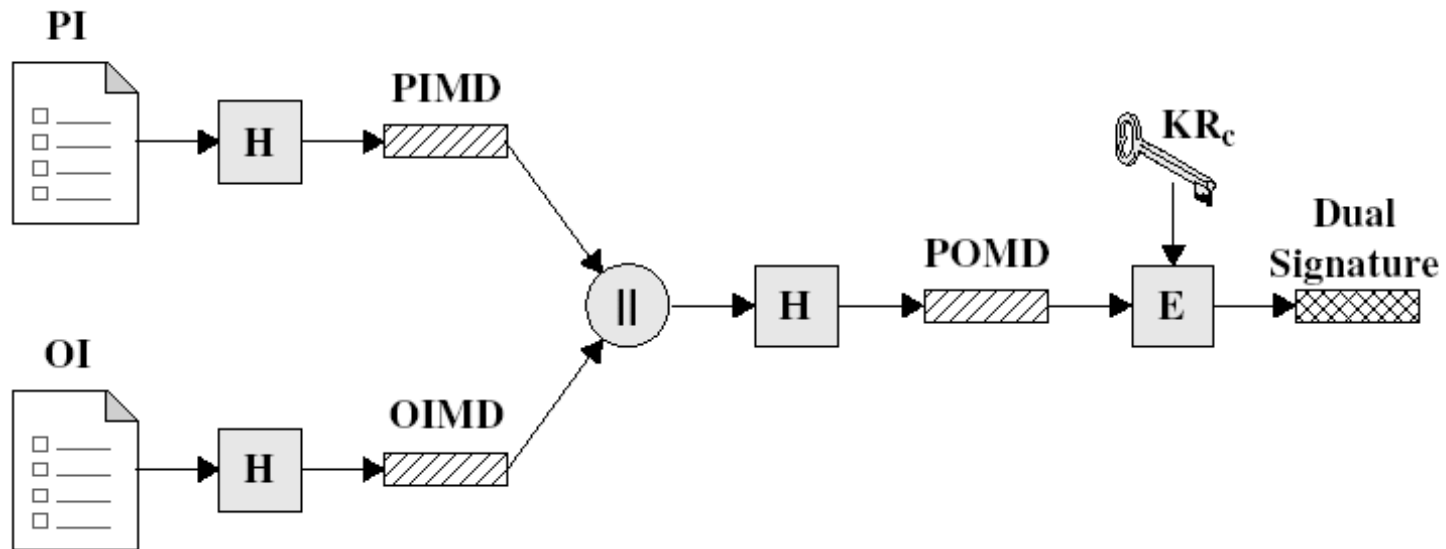 PI
H
PIMD
KRc
Dual
Signature
||
H
POMD
E
OI
H
OIMD